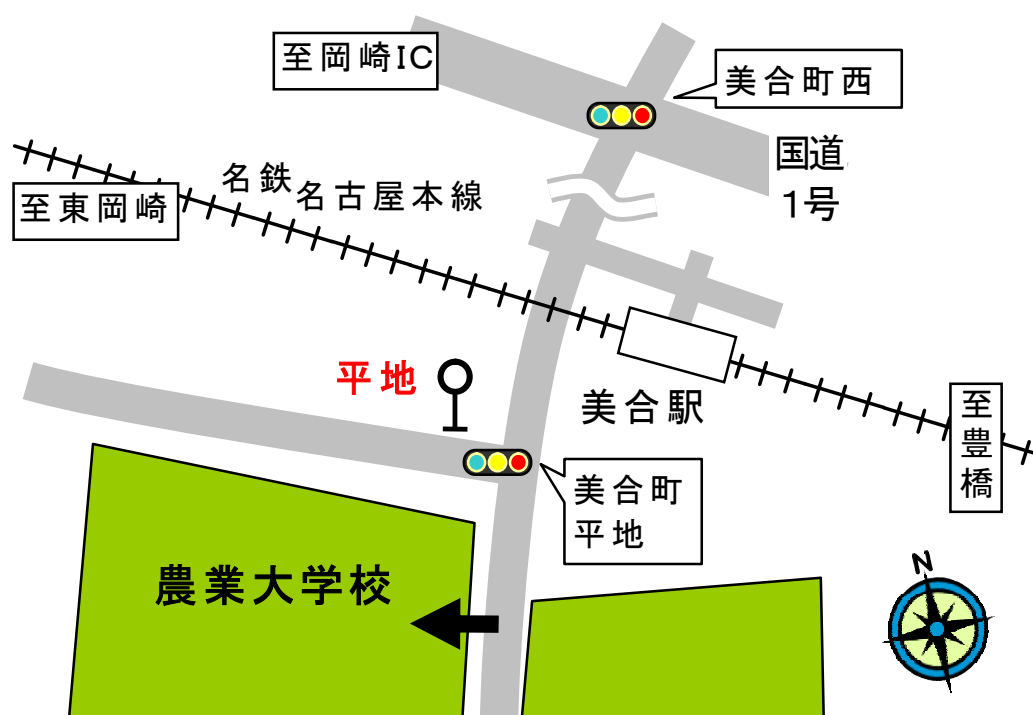 至岡崎IC
美合町西
国道
1号
名鉄名古屋本線
至東岡崎
平地
美合駅
至豊橋
美合町
平地
農業大学校
N